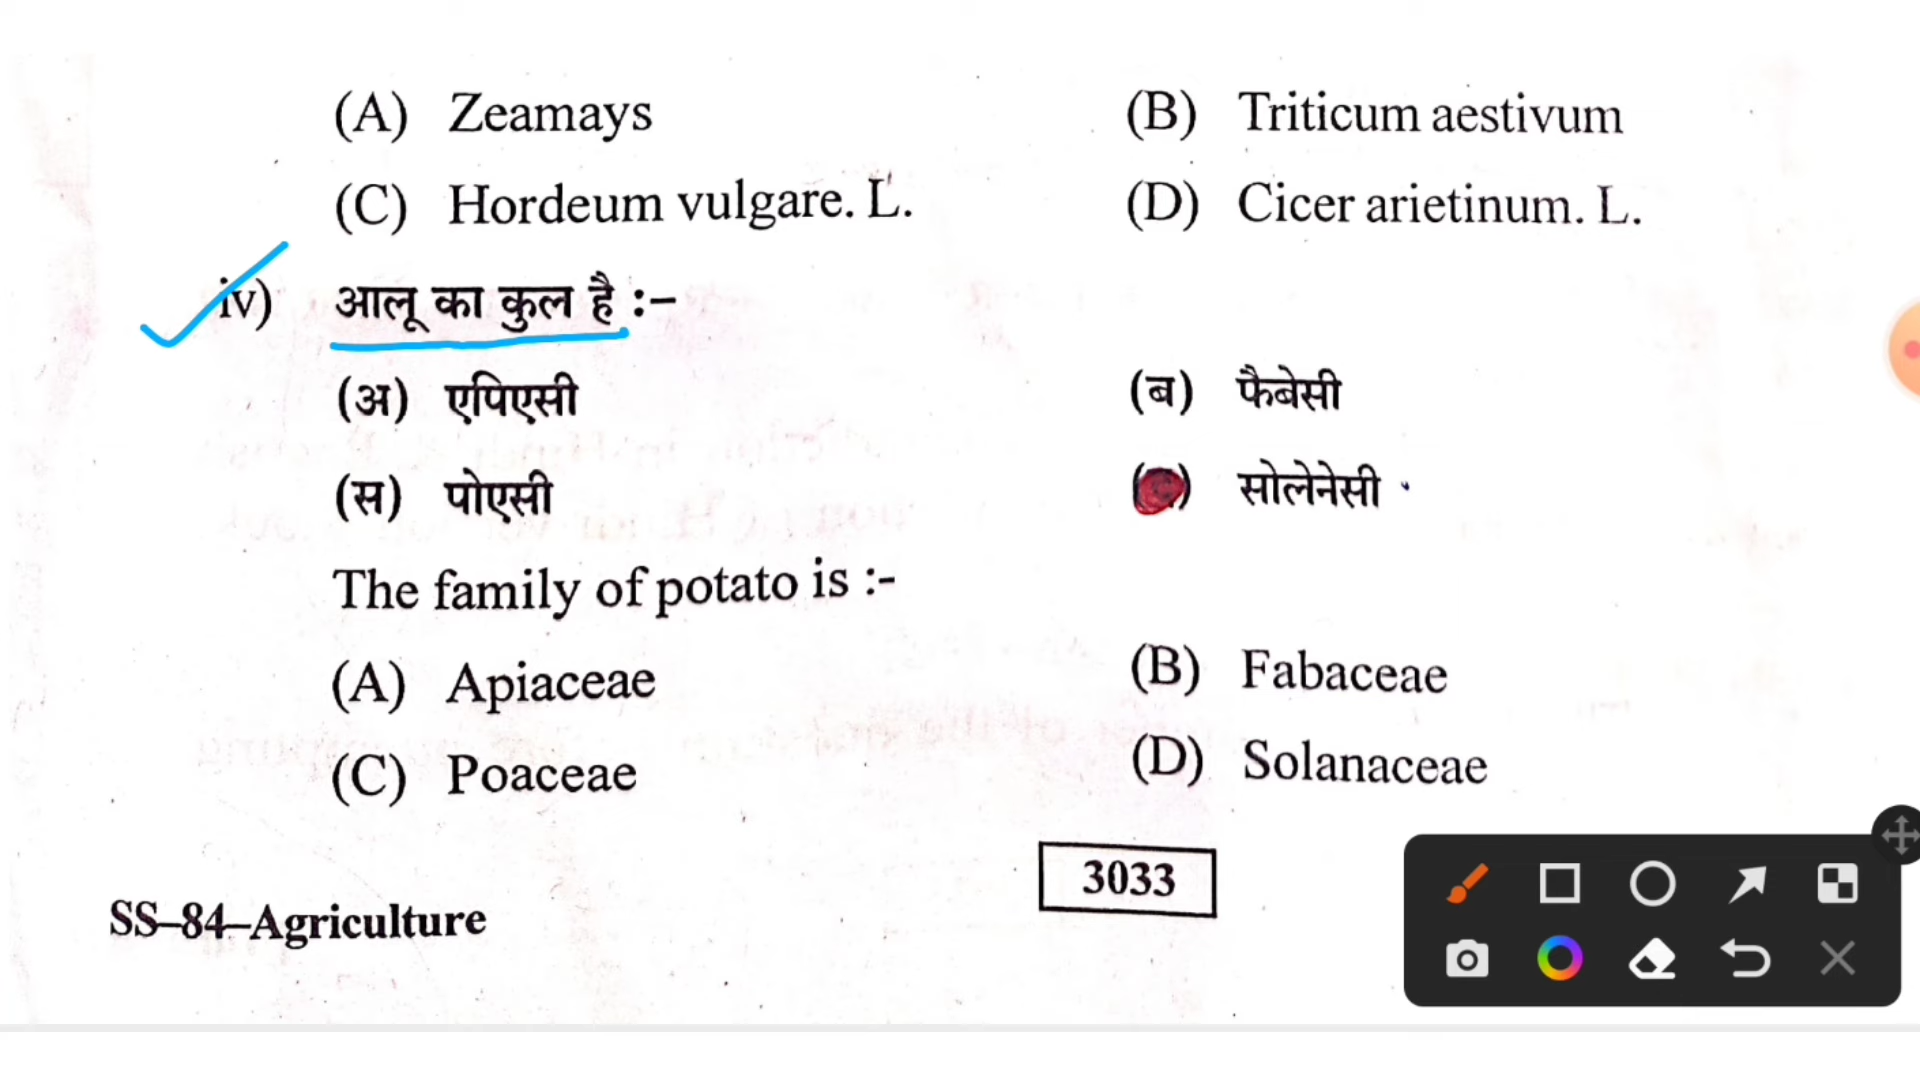 (A) Zeamays (B) Triticum aestivum
(C) Hordeum vulgare. L. (D) Cicer arietinum. L.
iv) आलू का कुल है :-
(अ) एपिएसी (ब) फैबेसी
(स) पोएसी ( ) सोलेनेसी
The family of potato is :-
(A) Apiaceae (B) Fabaceae
(C) Poaceae (D) Solanaceae
SS–84–Agriculture 3033